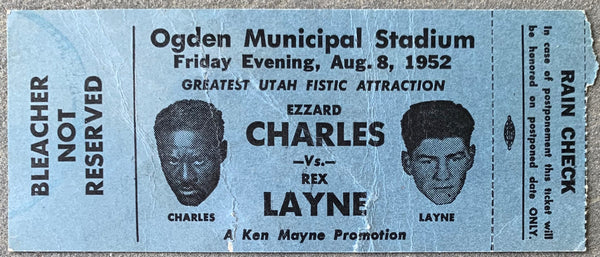 BLEACHER
NOT
RESERVED
Ogden Municipal Stadium
Friday Evening, Aug. 8, 1952
GREATEST UTAH FISTIC ATTRACTION
EZZARD
CHARLES
—Vs.—
REX
LAYNE
CHARLES
LAYNE
A Ken Mayne Promotion
RAIN CHECK
In case of postponement this ticket will
be honored on postponed date ONLY.